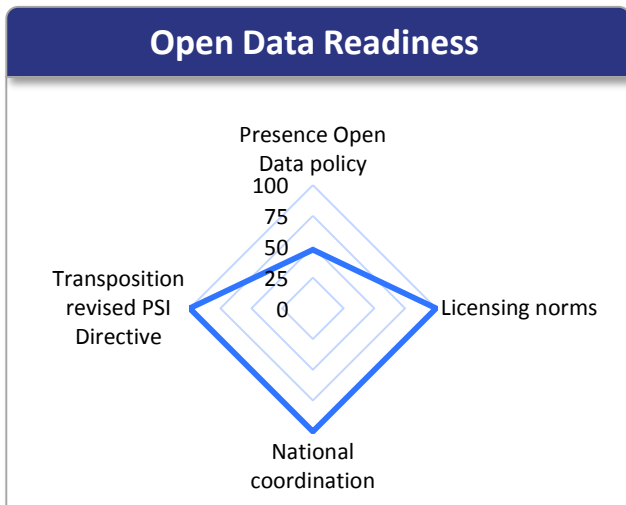 Open Data Readiness
Presence Open
Data policy
100
75
50
25
0
Transposition
revised PSI
Directive
Licensing norms
National
coordination